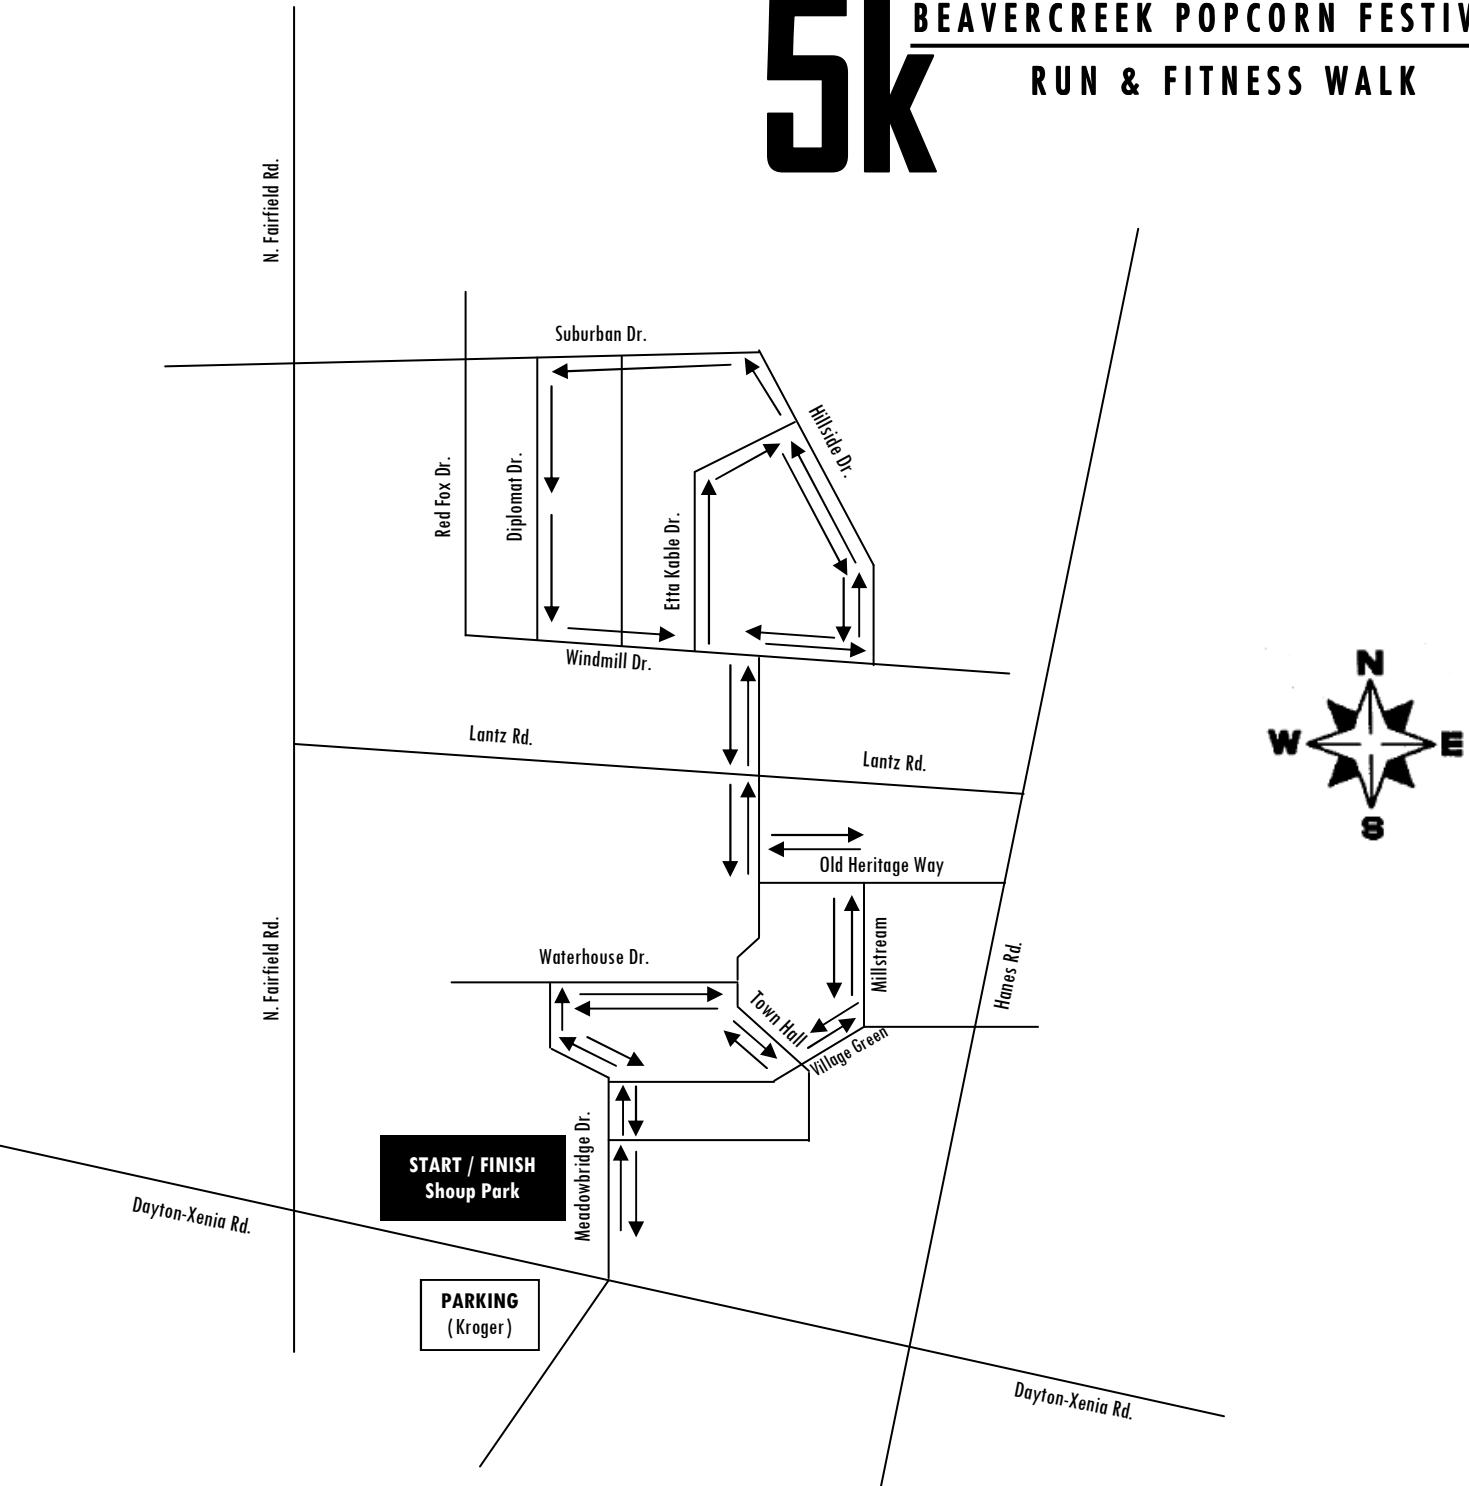 BEAVERCREEK POPCORN FESTIV
5k
RUN & FITNESS WALK
N. Fairfield Rd.
Suburban Dr.
Hillside Dr.
Red Fox Dr.
Diplomat Dr.
Etta Kable Dr.
Windmill Dr.
N
W E
S
Lantz Rd.
Lantz Rd.
Old Heritage Way
N. Fairfield Rd.
Waterhouse Dr.
Millstream
Hanes Rd.
Town Hall
Village Green
Meadowbridge Dr.
START / FINISH
Shoup Park
Dayton-Xenia Rd.
PARKING
(Kroger)
Dayton-Xenia Rd.